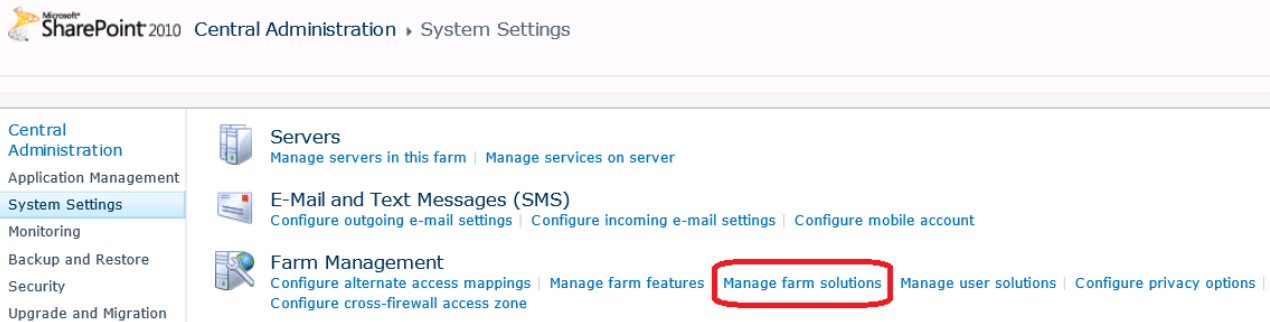 Microsoft®
SharePoint 2010 Central Administration ▸ System Settings
Central
Administration
Application Management
System Settings
Monitoring
Backup and Restore
Security
Upgrade and Migration
Servers
Manage servers in this farm | Manage services on server
E-Mail and Text Messages (SMS)
Configure outgoing e-mail settings | Configure incoming e-mail settings | Configure mobile account
Farm Management
Configure alternate access mappings | Manage farm features | Manage farm solutions | Manage user solutions | Configure privacy options |
Configure cross-firewall access zone